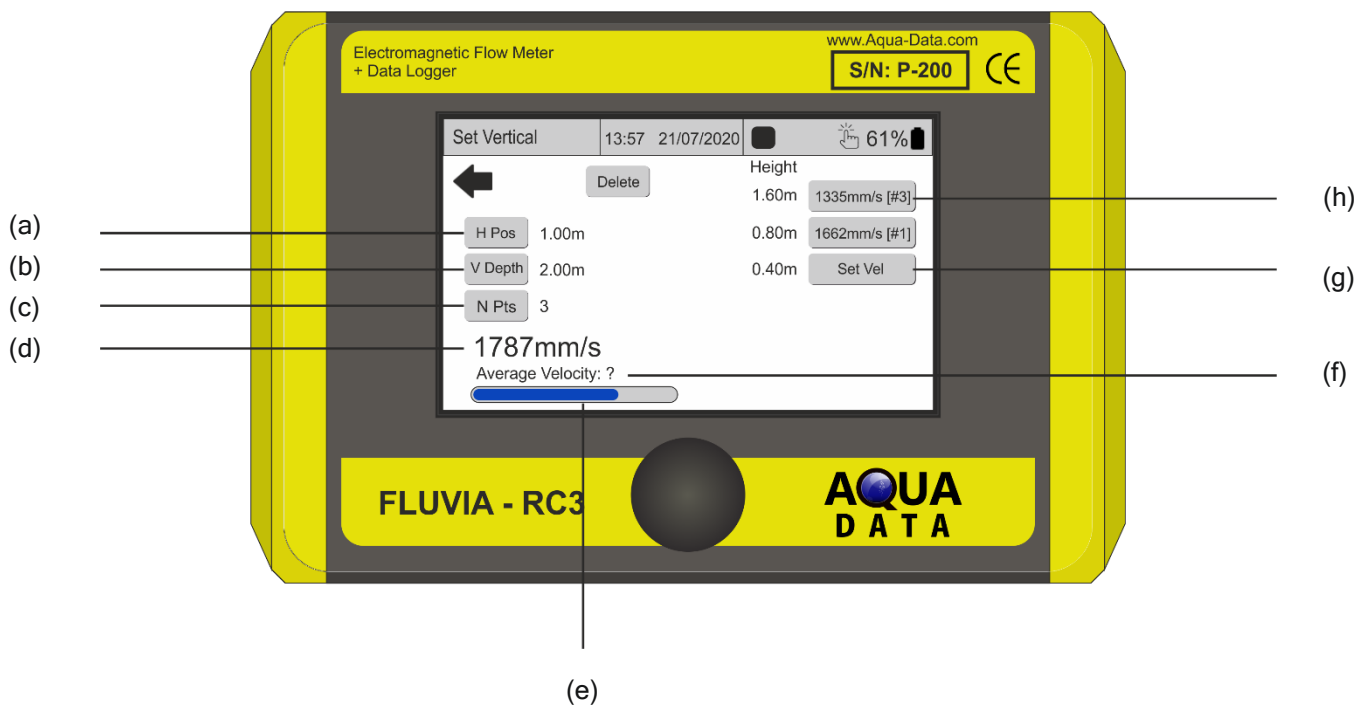 Electromagnetic Flow Meter
+ Data Logger
www.Aqua-Data.com
S/N: P-200
CE
Set Vertical
13:57 21/07/2020
61%
Delete
Height
1.60m 1335mm/s [#3]
(h)
(a)
H Pos 1.00m
0.80m 1662mm/s [#1]
(b)
V Depth 2.00m
0.40m Set Vel
(g)
(c)
N Pts 3
(d)
1787mm/s
Average Velocity: ?
(f)
FLUVIA - RC3
AQUA
DATA
(e)